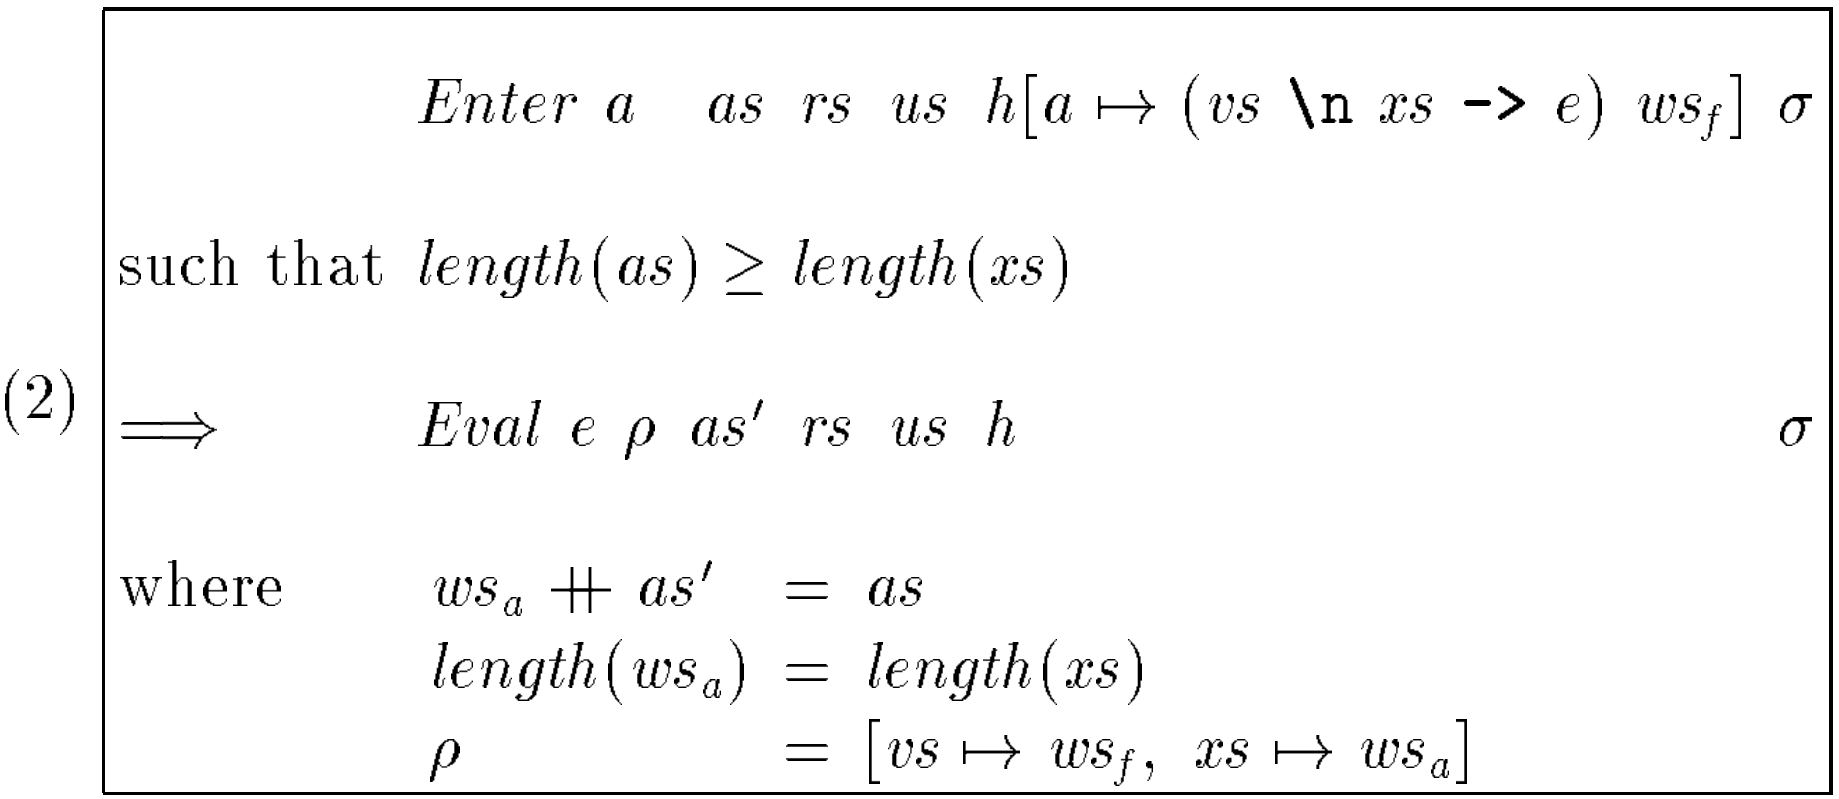 Enter a as rs us h[a ↦ (vs \n xs -> e) ws_f] σ
such that length(as) ≥ length(xs)
(2) ⟹ Eval e ρ as′ rs us h σ
where ws_a ⧺ as′ = as
length(ws_a) = length(xs)
ρ = [vs ↦ ws_f, xs ↦ ws_a]